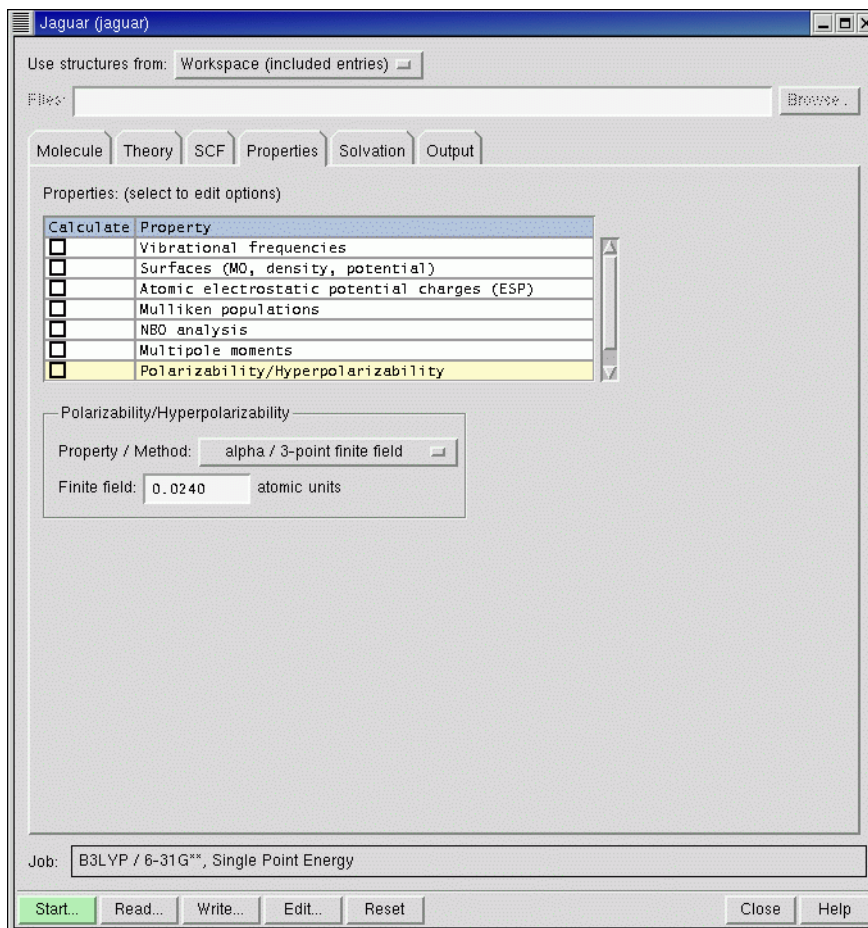 Jaguar (jaguar)
Use structures from: Workspace (included entries)
Files: Browse...
Molecule Theory SCF Properties Solvation Output
Properties: (select to edit options)
Calculate Property
Vibrational frequencies
Surfaces (MO, density, potential)
Atomic electrostatic potential charges (ESP)
Mulliken populations
NBO analysis
Multipole moments
Polarizability/Hyperpolarizability
Polarizability/Hyperpolarizability
Property / Method: alpha / 3-point finite field
Finite field: 0.0240 atomic units
Job: B3LYP / 6-31G**, Single Point Energy
Start... Read... Write... Edit... Reset Close Help